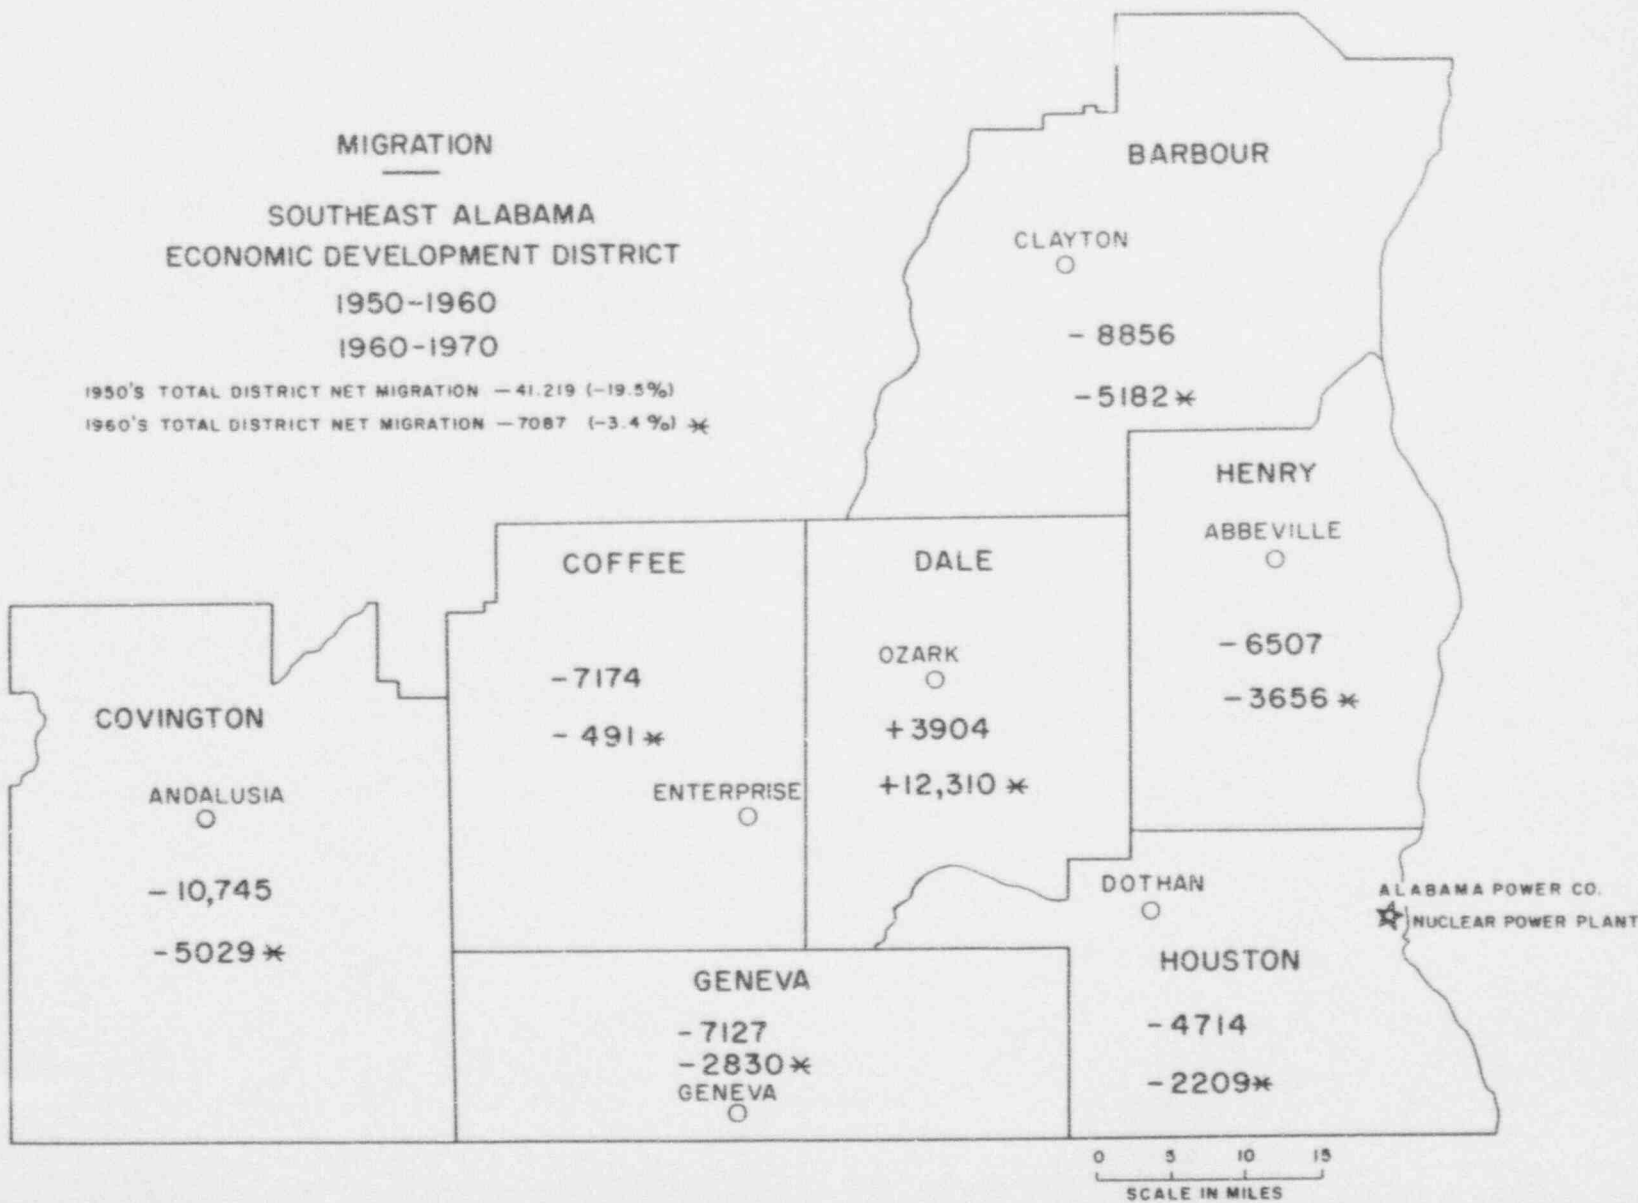 MIGRATION
SOUTHEAST ALABAMA
ECONOMIC DEVELOPMENT DISTRICT
1950-1960
1960-1970
1950'S TOTAL DISTRICT NET MIGRATION -41.219 (-19.5%)
1960'S TOTAL DISTRICT NET MIGRATION -7087 (-3.4%) *
BARBOUR
CLAYTON
-8856
-5182*
HENRY
ABBEVILLE
-6507
-3656*
COFFEE
-7174
-491*
ENTERPRISE
DALE
OZARK
+3904
+12,310*
COVINGTON
ANDALUSIA
-10,745
-5029*
GENEVA
-7127
-2830*
GENEVA
DOTHAN
HOUSTON
-4714
-2209*
ALABAMA POWER CO.
NUCLEAR POWER PLANT
0 5 10 15
SCALE IN MILES